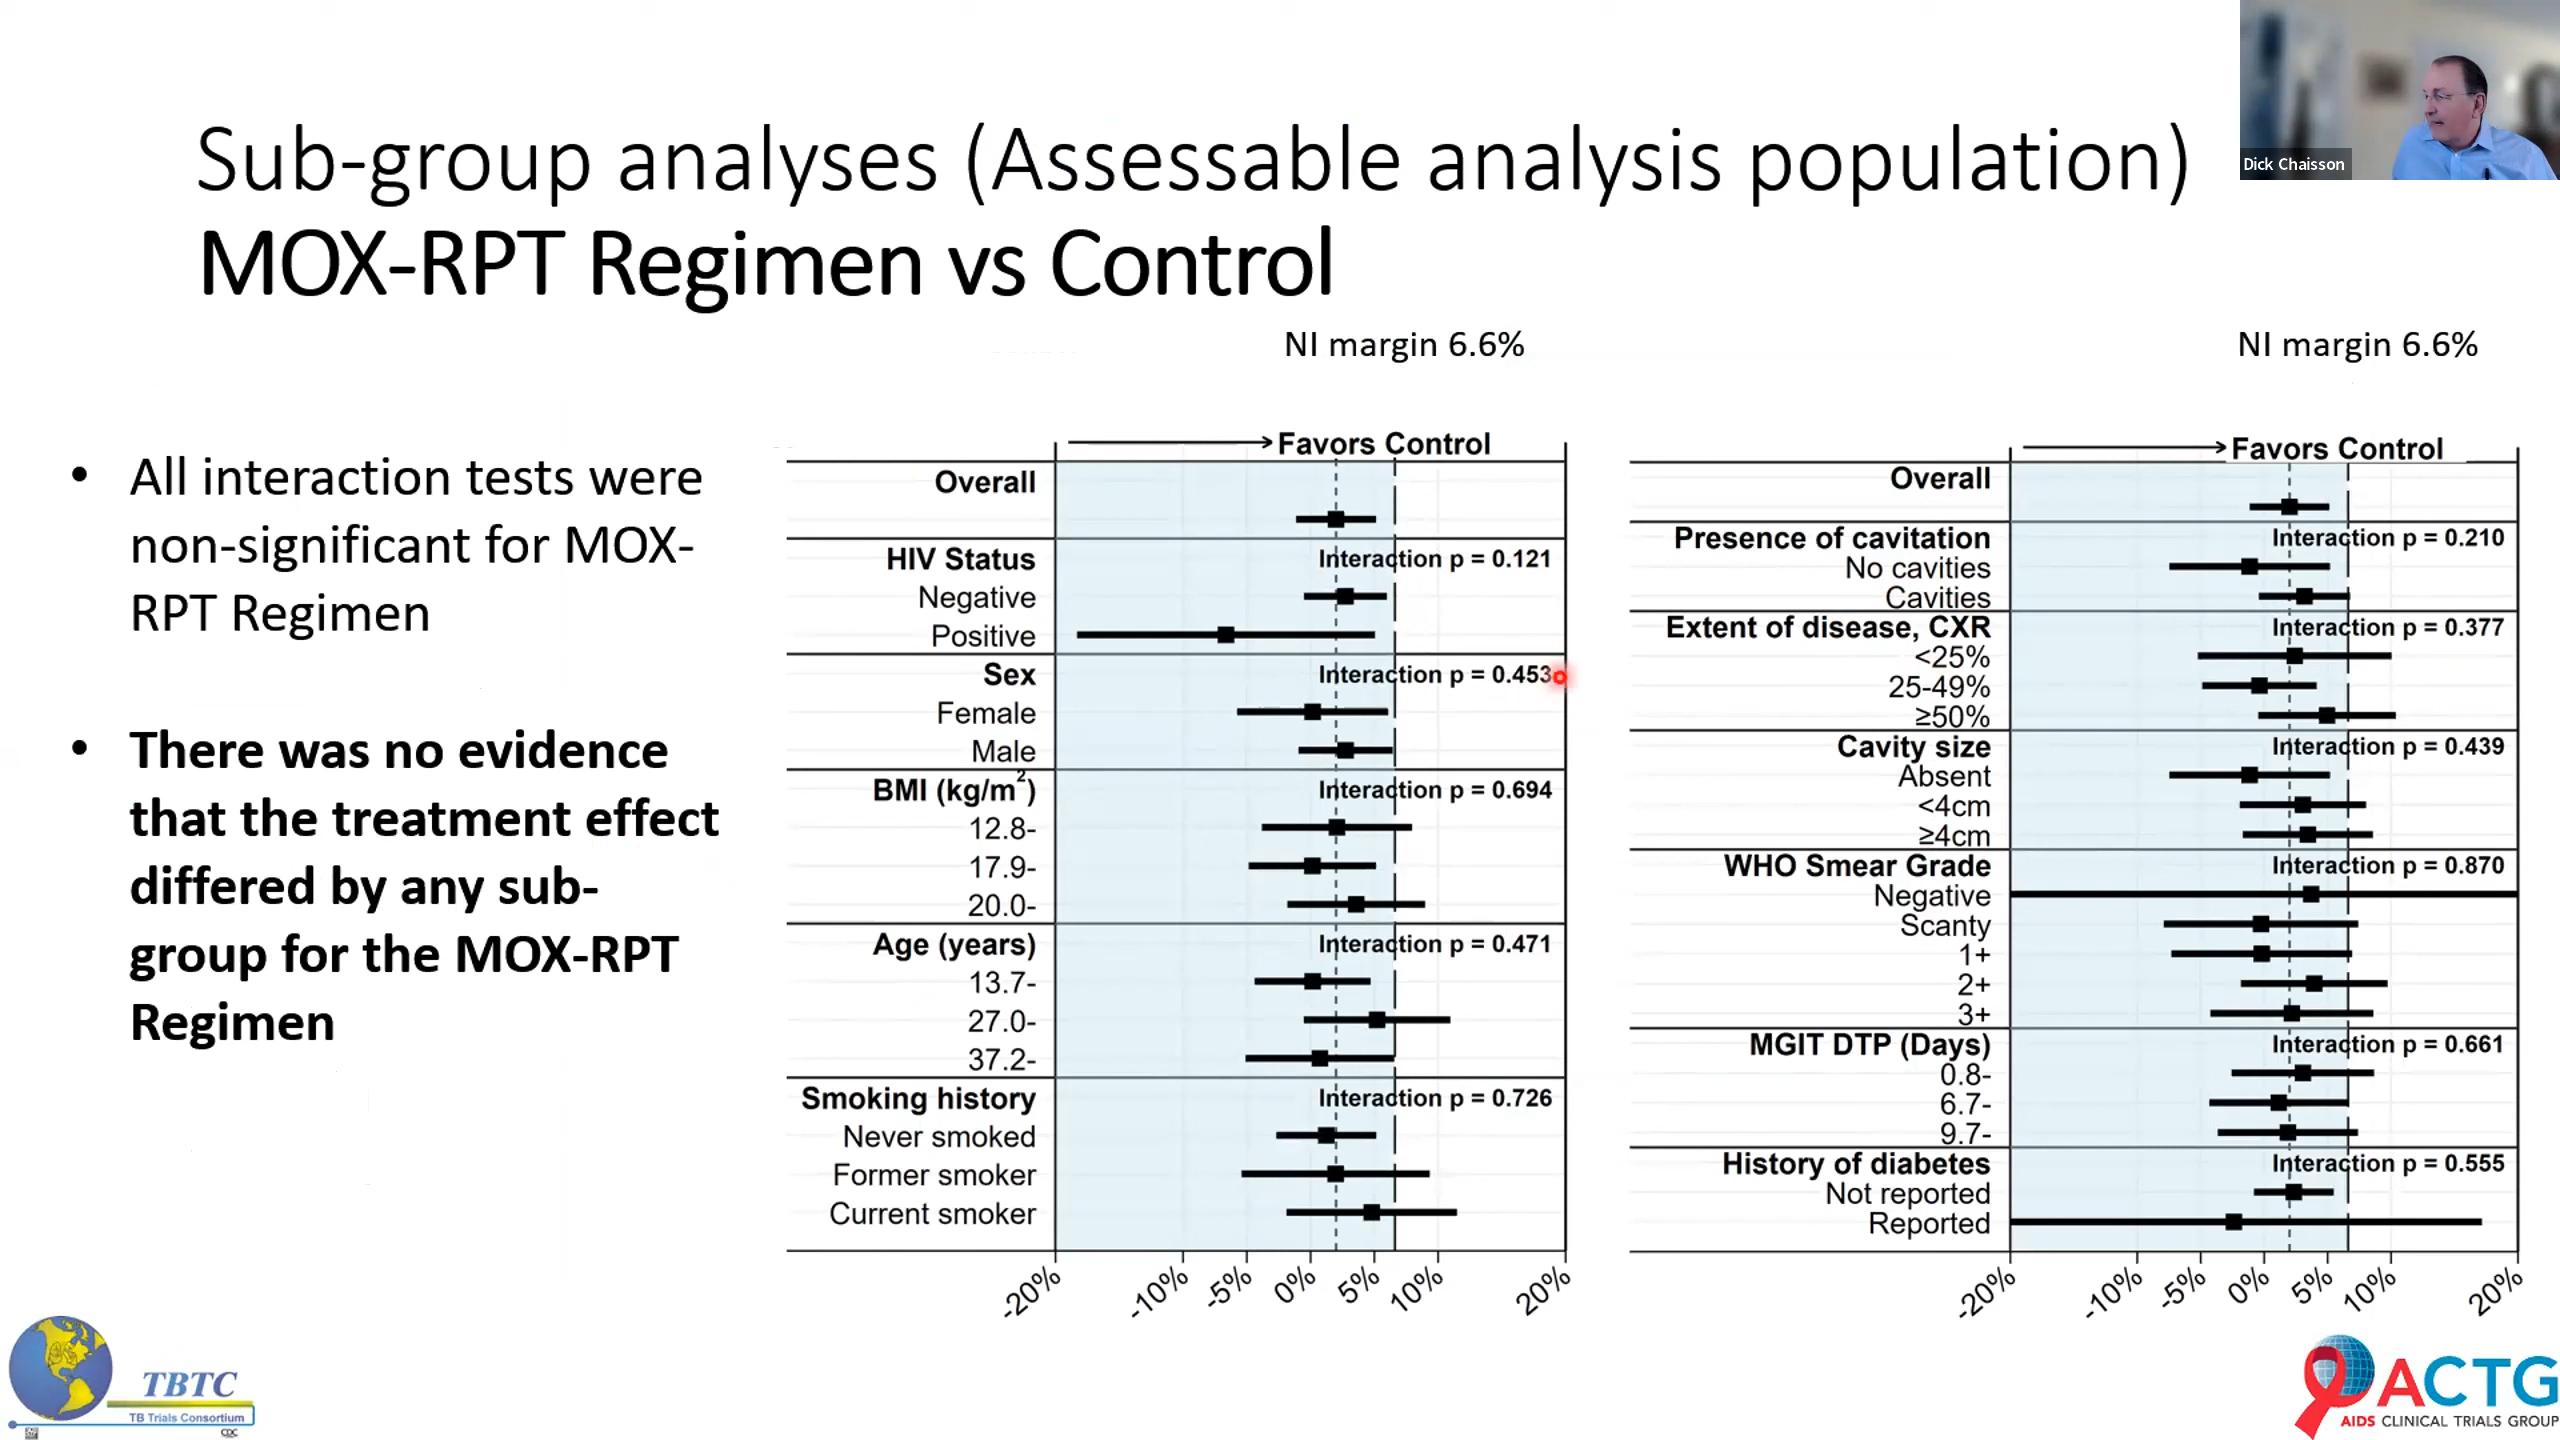 Dick Chaisson
Sub-group analyses (Assessable analysis population)
MOX-RPT Regimen vs Control
• All interaction tests were
non-significant for MOX-
RPT Regimen
• There was no evidence
that the treatment effect
differed by any sub-
group for the MOX-RPT
Regimen
NI margin 6.6%
Favors Control
Overall
HIV Status Interaction p = 0.121
Negative
Positive
Sex Interaction p = 0.453
Female
Male
BMI (kg/m²) Interaction p = 0.694
12.8-
17.9-
20.0-
Age (years) Interaction p = 0.471
13.7-
27.0-
37.2-
Smoking history Interaction p = 0.726
Never smoked
Former smoker
Current smoker
-20% -10% -5% 0% 5% 10% 20%
NI margin 6.6%
Favors Control
Overall
Presence of cavitation Interaction p = 0.210
No cavities
Cavities
Extent of disease, CXR Interaction p = 0.377
<25%
25-49%
≥50%
Cavity size Interaction p = 0.439
Absent
<4cm
≥4cm
WHO Smear Grade Interaction p = 0.870
Negative
Scanty
1+
2+
3+
MGIT DTP (Days) Interaction p = 0.661
0.8-
6.7-
9.7-
History of diabetes Interaction p = 0.555
Not reported
Reported
-20% -10% -5% 0% 5% 10% 20%
TBTC
TB Trials Consortium
CDC
ACTG
AIDS CLINICAL TRIALS GROUP